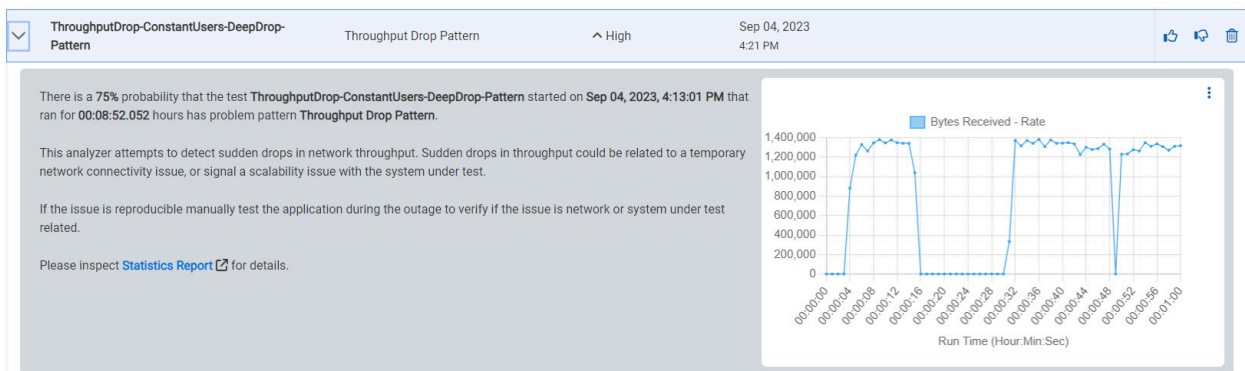 ThroughputDrop-ConstantUsers-DeepDrop-
Pattern
Throughput Drop Pattern
High
Sep 04, 2023
4:21 PM
There is a 75% probability that the test ThroughputDrop-ConstantUsers-DeepDrop-Pattern started on Sep 04, 2023, 4:13:01 PM that
ran for 00:08:52.052 hours has problem pattern Throughput Drop Pattern.
This analyzer attempts to detect sudden drops in network throughput. Sudden drops in throughput could be related to a temporary
network connectivity issue, or signal a scalability issue with the system under test.
If the issue is reproducible manually test the application during the outage to verify if the issue is network or system under test
related.
Please inspect Statistics Report for details.
Bytes Received - Rate
1,400,000
1,200,000
1,000,000
800,000
600,000
400,000
200,000
0
00:00:00
00:00:04
00:00:08
00:00:12
00:00:16
00:00:20
00:00:24
00:00:28
00:00:32
00:00:36
00:00:40
00:00:44
00:00:48
00:00:52
00:00:56
00:01:00
Run Time (Hour:Min:Sec)